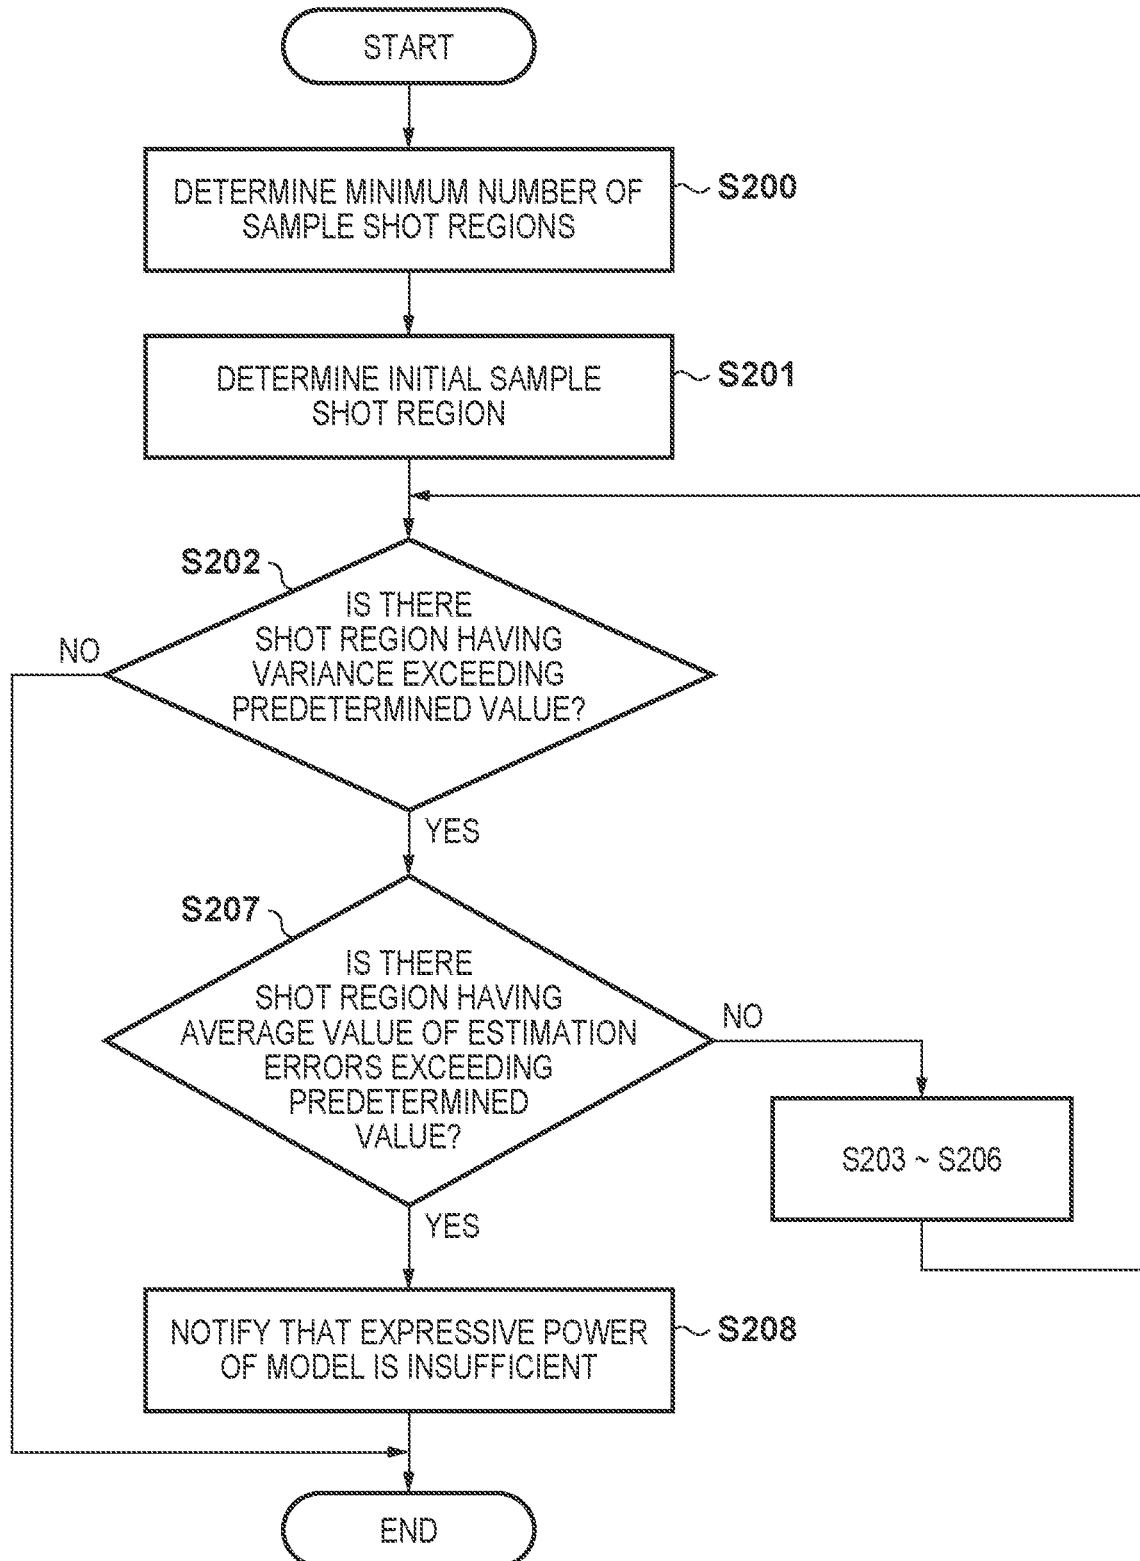 START
DETERMINE MINIMUM NUMBER OF
SAMPLE SHOT REGIONS
S200
DETERMINE INITIAL SAMPLE
SHOT REGION
S201
S202
IS THERE
SHOT REGION HAVING
VARIANCE EXCEEDING
PREDETERMINED VALUE?
NO
YES
S207
IS THERE
SHOT REGION HAVING
AVERAGE VALUE OF ESTIMATION
ERRORS EXCEEDING
PREDETERMINED
VALUE?
NO
S203 ~ S206
YES
NOTIFY THAT EXPRESSIVE POWER
OF MODEL IS INSUFFICIENT
S208
END